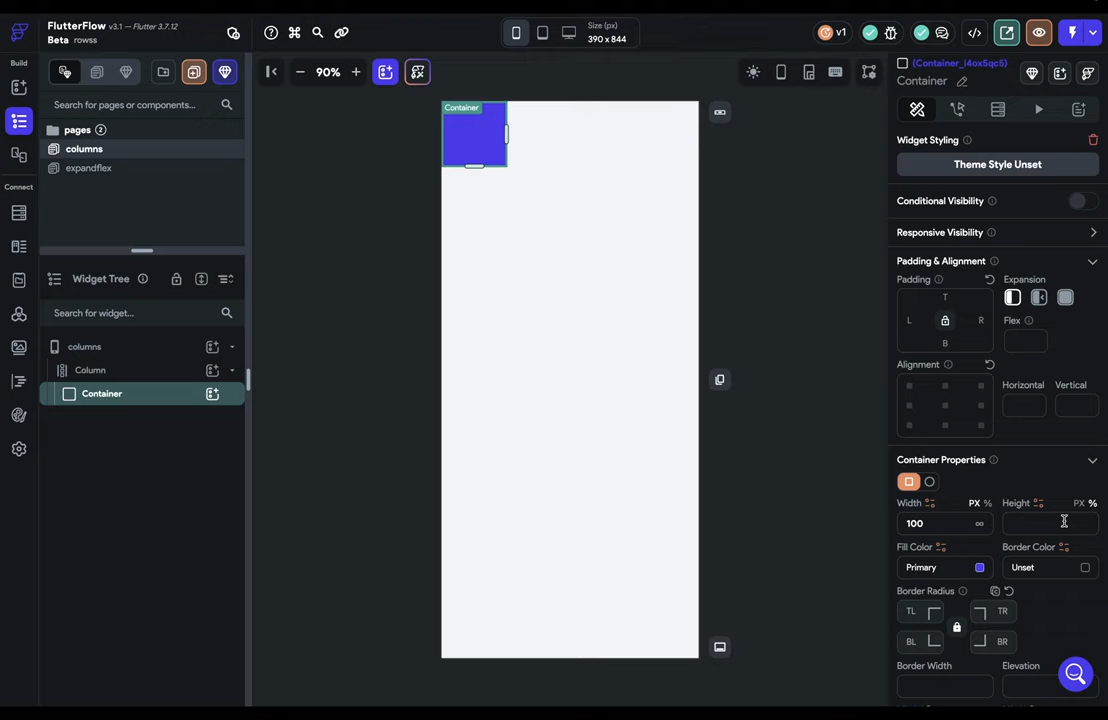 FlutterFlow v3.1 – Flutter 3.7.12
Beta rowss
Size (px)
390 x 844
v1
Build
90%
Search for pages or components...
pages 2
columns
expandflex
Connect
Widget Tree
Search for widget...
columns
Column
Container
Container
(Container_i4ox5qc5)
Container
Widget Styling
Theme Style Unset
Conditional Visibility
Responsive Visibility
Padding & Alignment
Padding
Expansion
T
L
R
B
Flex
Alignment
Horizontal
Vertical
Container Properties
Width
PX %
Height
PX %
100
∞
Fill Color
Border Color
Primary
Unset
Border Radius
TL
TR
BL
BR
Border Width
Elevation